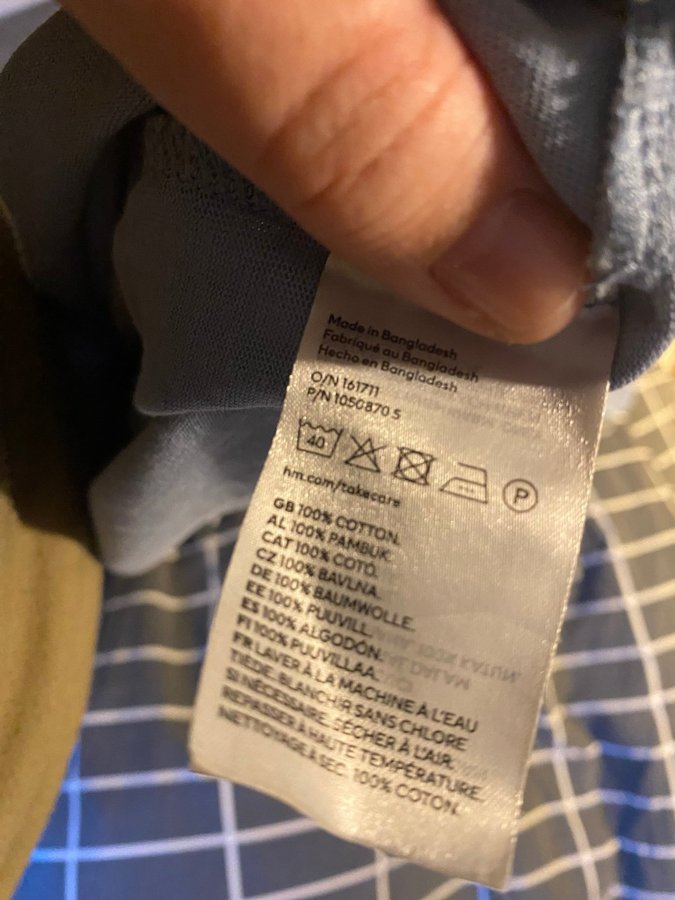 Made in Bangladesh
Fabriqué au Bangladesh
Hecho en Bangladesh
O/N 161711
P/N 1050870 5
40 P
hm.com/takecare
GB 100% COTTON.
AL 100% PAMBUK.
CAT 100% COTÓ.
CZ 100% BAVLNA.
DE 100% BAUMWOLLE.
EE 100% PUUVILL.
ES 100% ALGODÓN.
FI 100% PUUVILLAA.
FR LAVER À LA MACHINE À L'EAU
TIÈDE. BLANCHIR SANS CHLORE
SI NÉCESSAIRE. SÉCHER À L'AIR.
REPASSER À HAUTE TEMPÉRATURE.
NETTOYAGE À SEC. 100% COTON.